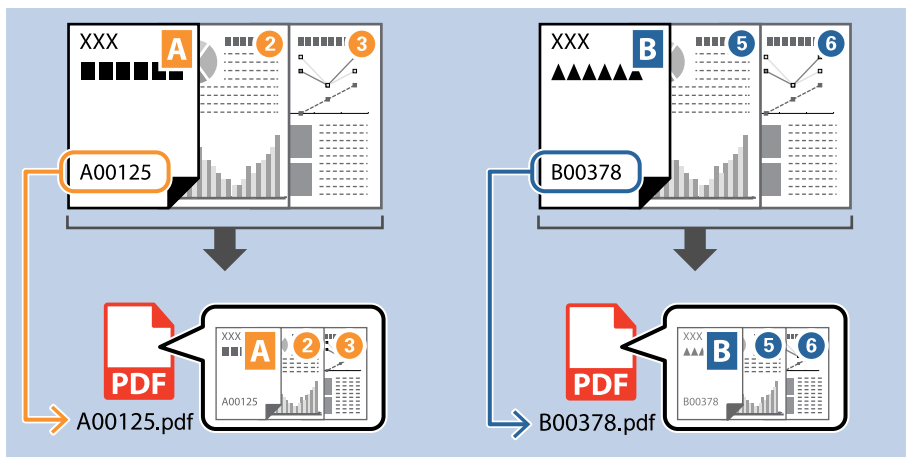 XXX A 2 3
A00125
XXX B 5 6
B00378
PDF
XXX A 2 3
A00125
A00125.pdf
PDF
XXX B 5 6
B00378
B00378.pdf